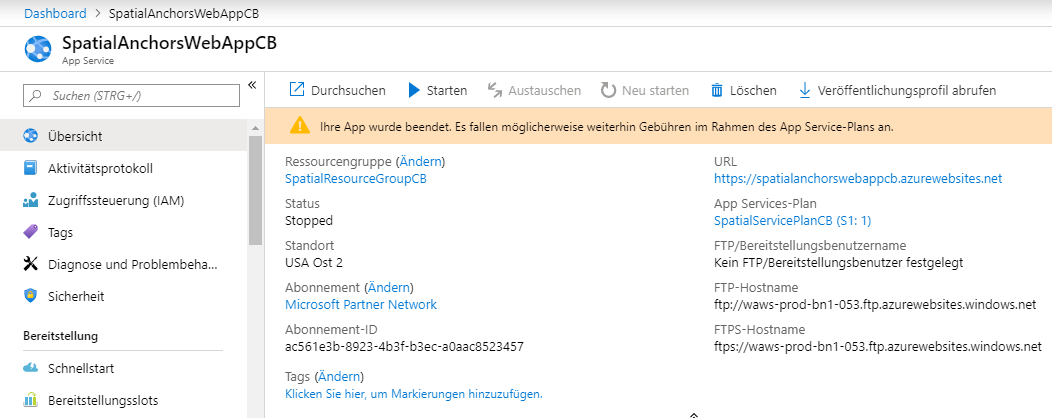 Dashboard > SpatialAnchorsWebAppCB
SpatialAnchorsWebAppCB
App Service
Suchen (STRG+/)
«
Übersicht
Aktivitätsprotokoll
Zugriffssteuerung (IAM)
Tags
Diagnose und Problembeha...
Sicherheit
Bereitstellung
Schnellstart
Bereitstellungsslots
Durchsuchen Starten Austauschen Neu starten Löschen Veröffentlichungsprofil abrufen
Ihre App wurde beendet. Es fallen möglicherweise weiterhin Gebühren im Rahmen des App Service-Plans an.
Ressourcengruppe (Ändern)
SpatialResourceGroupCB
Status
Stopped
Standort
USA Ost 2
Abonnement (Ändern)
Microsoft Partner Network
Abonnement-ID
ac561e3b-8923-4b3f-b3ec-a0aac8523457
Tags (Ändern)
Klicken Sie hier, um Markierungen hinzuzufügen.
URL
https://spatialanchorswebappcb.azurewebsites.net
App Services-Plan
SpatialServicePlanCB (S1: 1)
FTP/Bereitstellungsbenutzername
Kein FTP/Bereitstellungsbenutzer festgelegt
FTP-Hostname
ftp://waws-prod-bn1-053.ftp.azurewebsites.windows.net
FTPS-Hostname
ftps://waws-prod-bn1-053.ftp.azurewebsites.windows.net